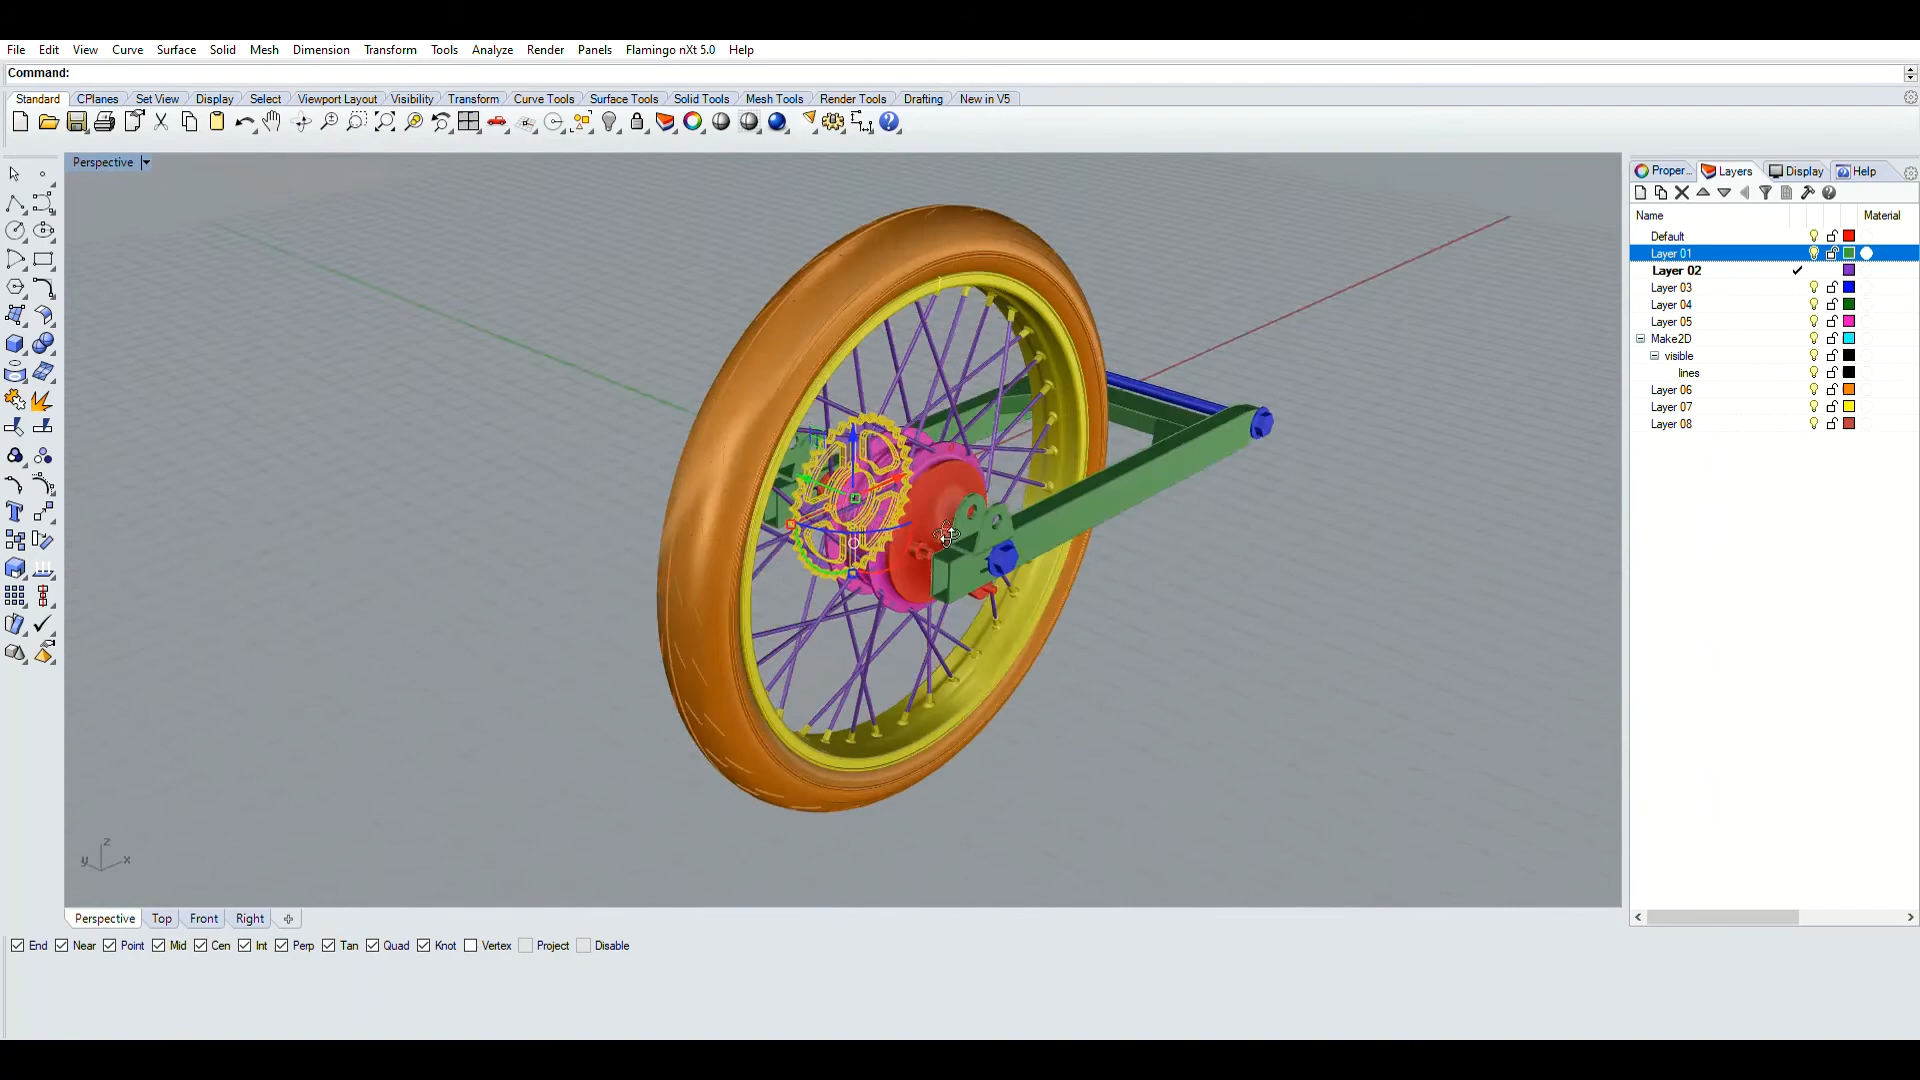 File Edit View Curve Surface Solid Mesh Dimension Transform Tools Analyze Render Panels Flamingo nXt 5.0 Help
Command:
Standard CPlanes Set View Display Select Viewport Layout Visibility Transform Curve Tools Surface Tools Solid Tools Mesh Tools Render Tools Drafting New in V5
Perspective
Proper... Layers Display Help
Name Material
Default
Layer 01
Layer 02
Layer 03
Layer 04
Layer 05
Make2D
visible
lines
Layer 06
Layer 07
Layer 08
z
y x
Perspective Top Front Right
End Near Point Mid Cen Int Perp Tan Quad Knot Vertex Project Disable